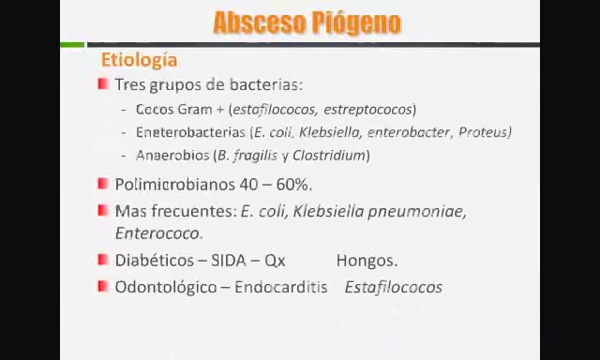 Absceso Piógeno
Etiología
Tres grupos de bacterias:
- Cocos Gram + (estafilococos, estreptococos)
- Eneterobacterias (E. coli, Klebsiella, enterobacter, Proteus)
- Anaerobios (B. fragilis y Clostridium)
Polimicrobianos 40 – 60%.
Mas frecuentes: E. coli, Klebsiella pneumoniae,
Enterococo.
Diabéticos – SIDA – Qx Hongos.
Odontológico – Endocarditis Estafilococos